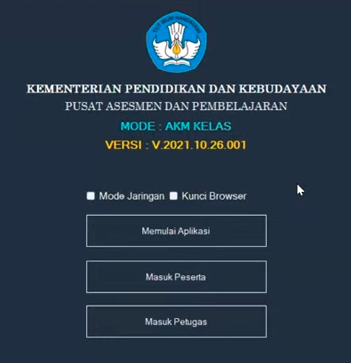 KEMENTERIAN PENDIDIKAN DAN KEBUDAYAAN
PUSAT ASESMEN DAN PEMBELAJARAN
MODE : AKM KELAS
VERSI : V.2021.10.26.001
Mode Jaringan Kunci Browser
Memulai Aplikasi
Masuk Peserta
Masuk Petugas